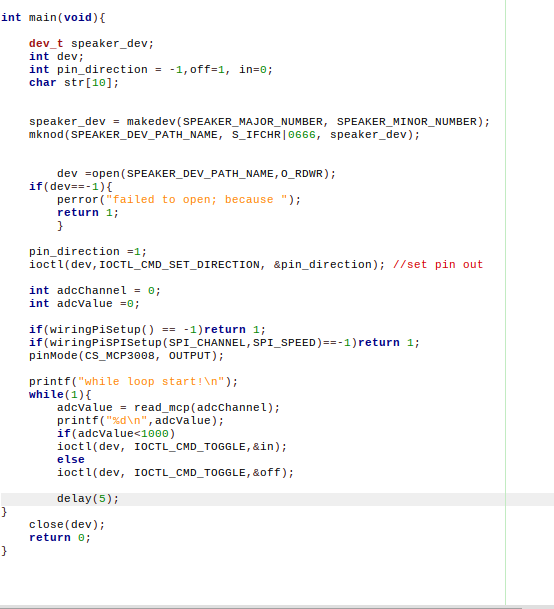 int main(void){
    dev_t speaker_dev;
    int dev;
    int pin_direction = -1,off=1, in=0;
    char str[10];
    speaker_dev = makedev(SPEAKER_MAJOR_NUMBER, SPEAKER_MINOR_NUMBER);
    mknod(SPEAKER_DEV_PATH_NAME, S_IFCHR|0666, speaker_dev);
        dev =open(SPEAKER_DEV_PATH_NAME,O_RDWR);
    if(dev==-1){
        perror("failed to open; because ");
        return 1;
        }
    pin_direction =1;
    ioctl(dev,IOCTL_CMD_SET_DIRECTION, &pin_direction); //set pin out
    int adcChannel = 0;
    int adcValue =0;
    if(wiringPiSetup() == -1)return 1;
    if(wiringPiSPISetup(SPI_CHANNEL,SPI_SPEED)==-1)return 1;
    pinMode(CS_MCP3008, OUTPUT);
    printf("while loop start!\n");
    while(1){
        adcValue = read_mcp(adcChannel);
        printf("%d\n",adcValue);
        if(adcValue<1000)
        ioctl(dev, IOCTL_CMD_TOGGLE,&in);
        else
        ioctl(dev, IOCTL_CMD_TOGGLE,&off);
        delay(5);
}
    close(dev);
    return 0;
}